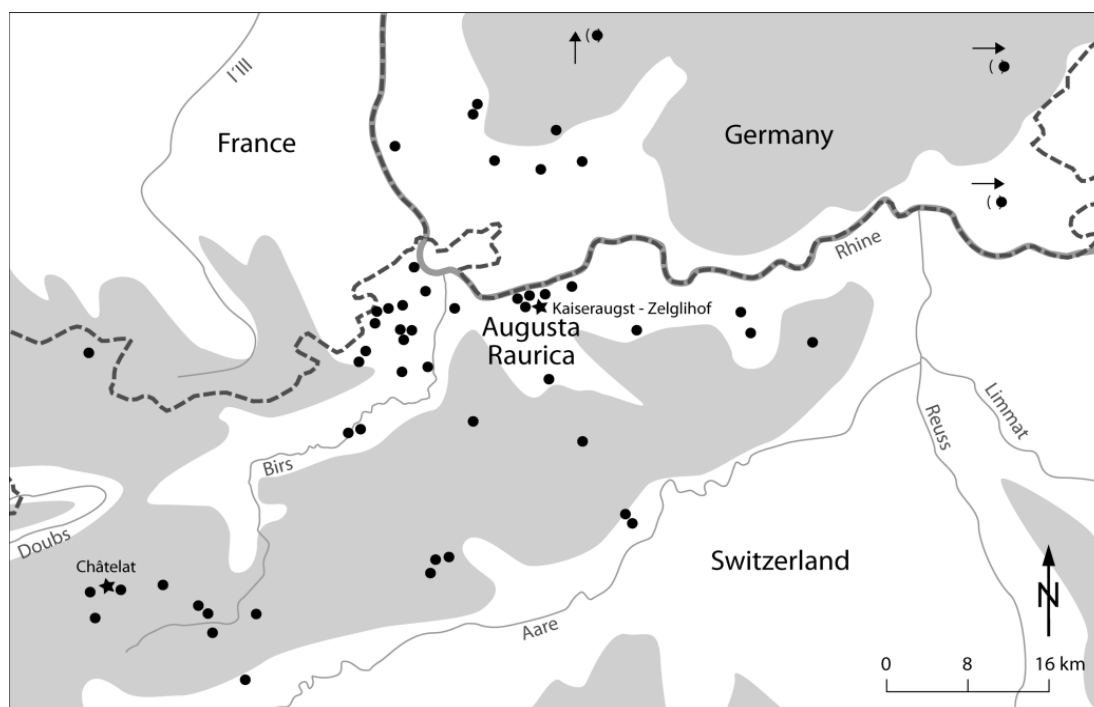 l'Ill
France
Germany
Rhine
Kaiseraugst - Zelglihof
Augusta
Raurica
Limmat
Reuss
Birs
Doubs
Châtelat
Switzerland
Aare
N
0 8 16 km